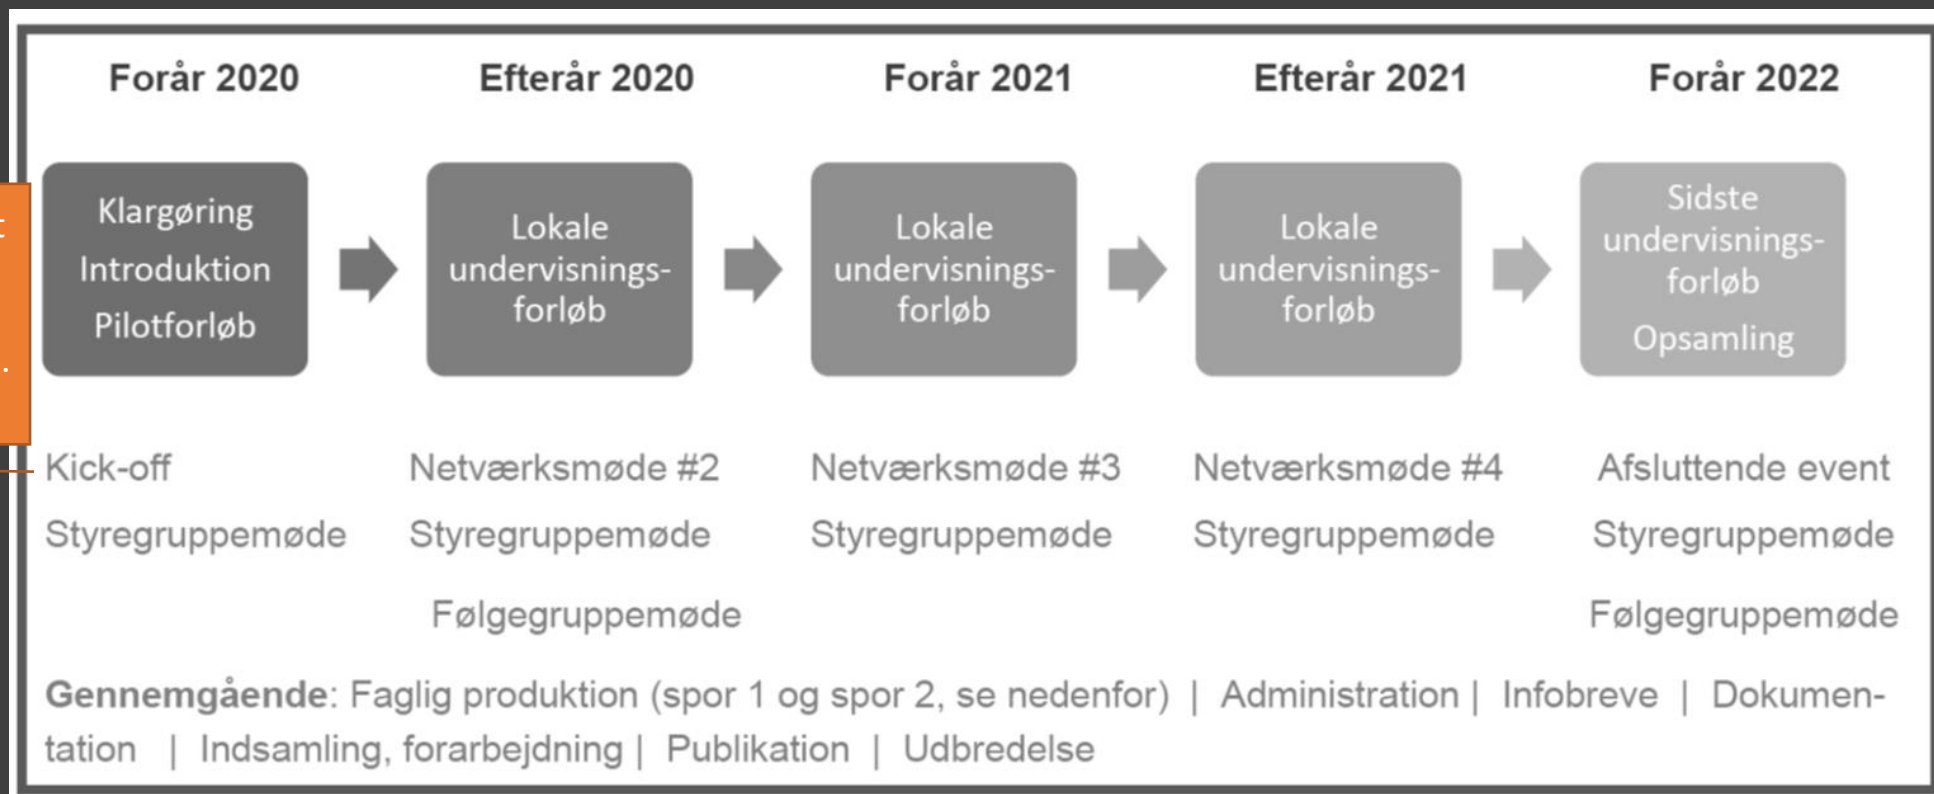 Forår 2020
Efterår 2020
Forår 2021
Efterår 2021
Forår 2022
Klargøring
Introduktion
Pilotforløb
Lokale
undervisnings-
forløb
Lokale
undervisnings-
forløb
Lokale
undervisnings-
forløb
Sidste
undervisnings-
forløb
Opsamling
Kick-off
Styregruppemøde
Netværksmøde #2
Styregruppemøde
Følgegruppemøde
Netværksmøde #3
Styregruppemøde
Netværksmøde #4
Styregruppemøde
Afsluttende event
Styregruppemøde
Følgegruppemøde
Gennemgående: Faglig produktion (spor 1 og spor 2, se nedenfor) | Administration | Infobreve | Dokumen-
tation | Indsamling, forarbejdning | Publikation | Udbredelse